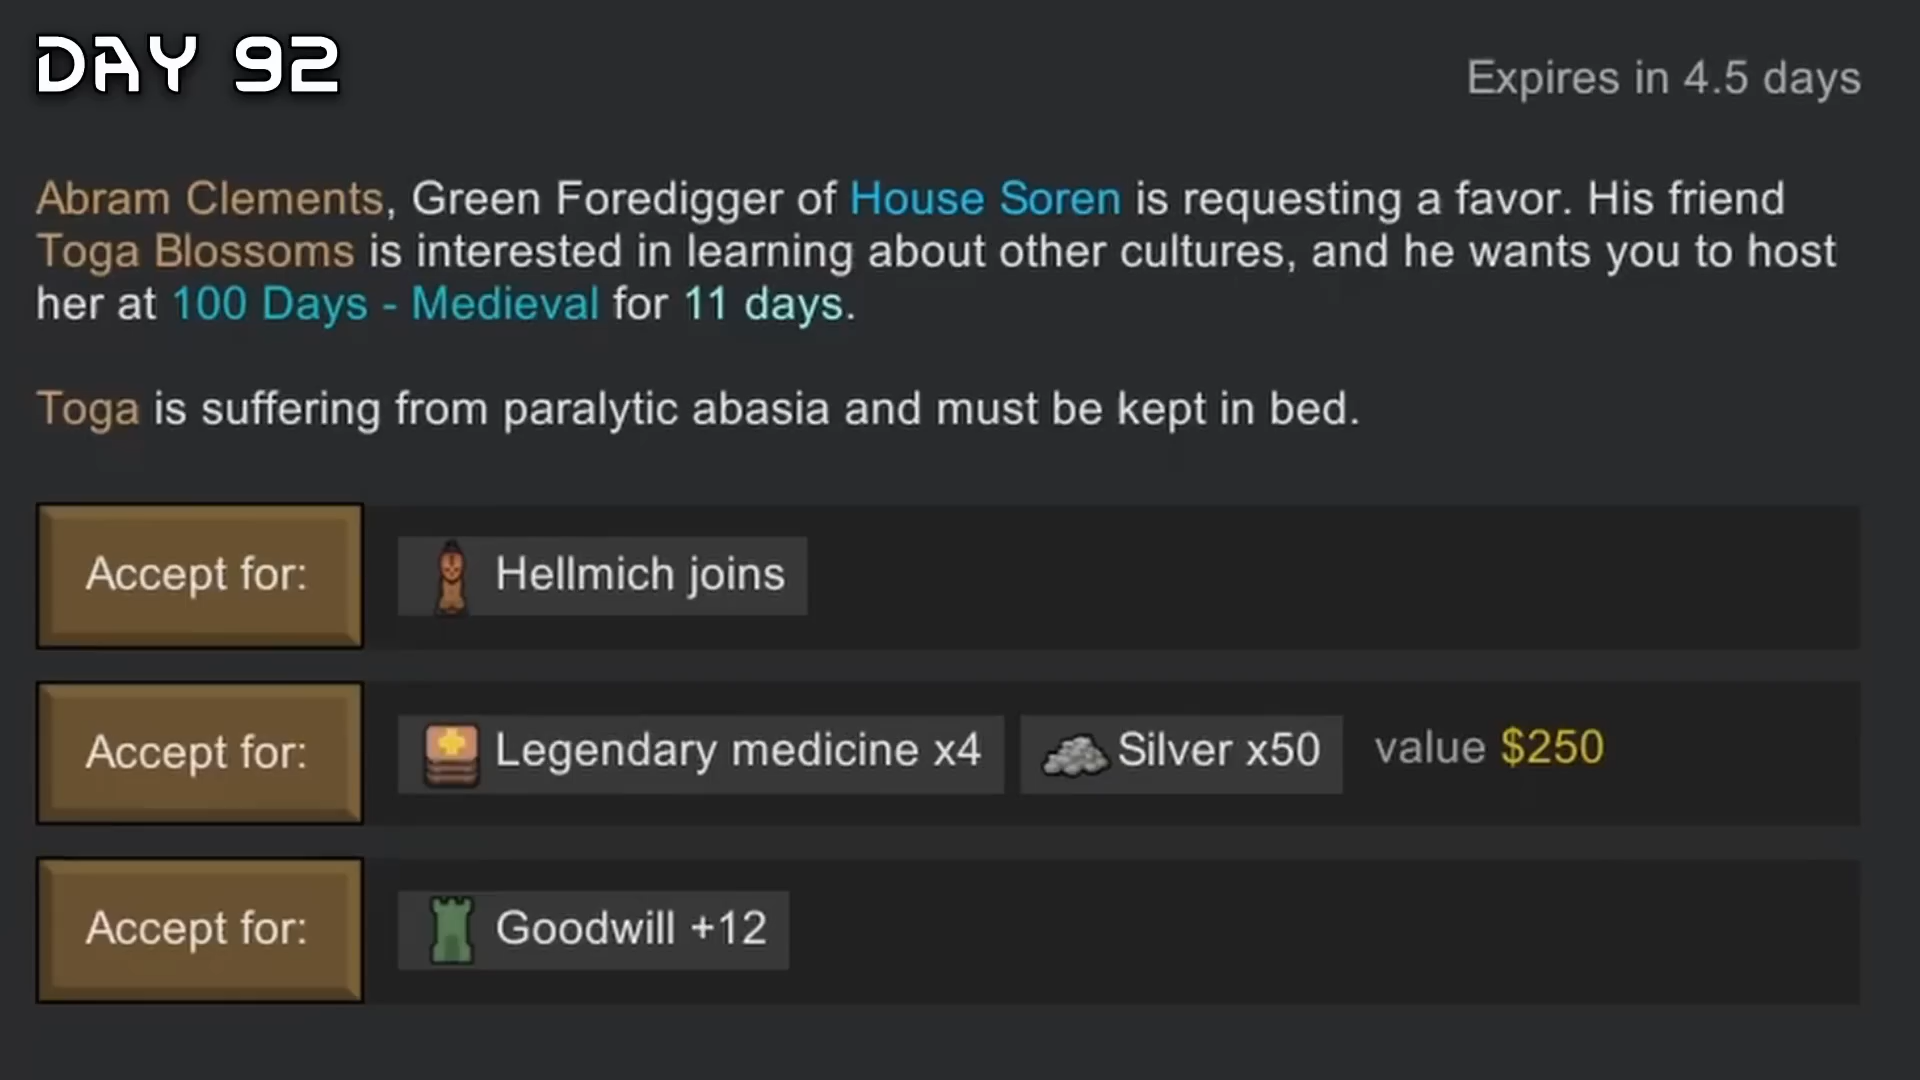 DAY 92
Expires in 4.5 days
Abram Clements, Green Foredigger of House Soren is requesting a favor. His friend
Toga Blossoms is interested in learning about other cultures, and he wants you to host
her at 100 Days - Medieval for 11 days.
Toga is suffering from paralytic abasia and must be kept in bed.
Accept for: Hellmich joins
Accept for: Legendary medicine x4 Silver x50 value $250
Accept for: Goodwill +12